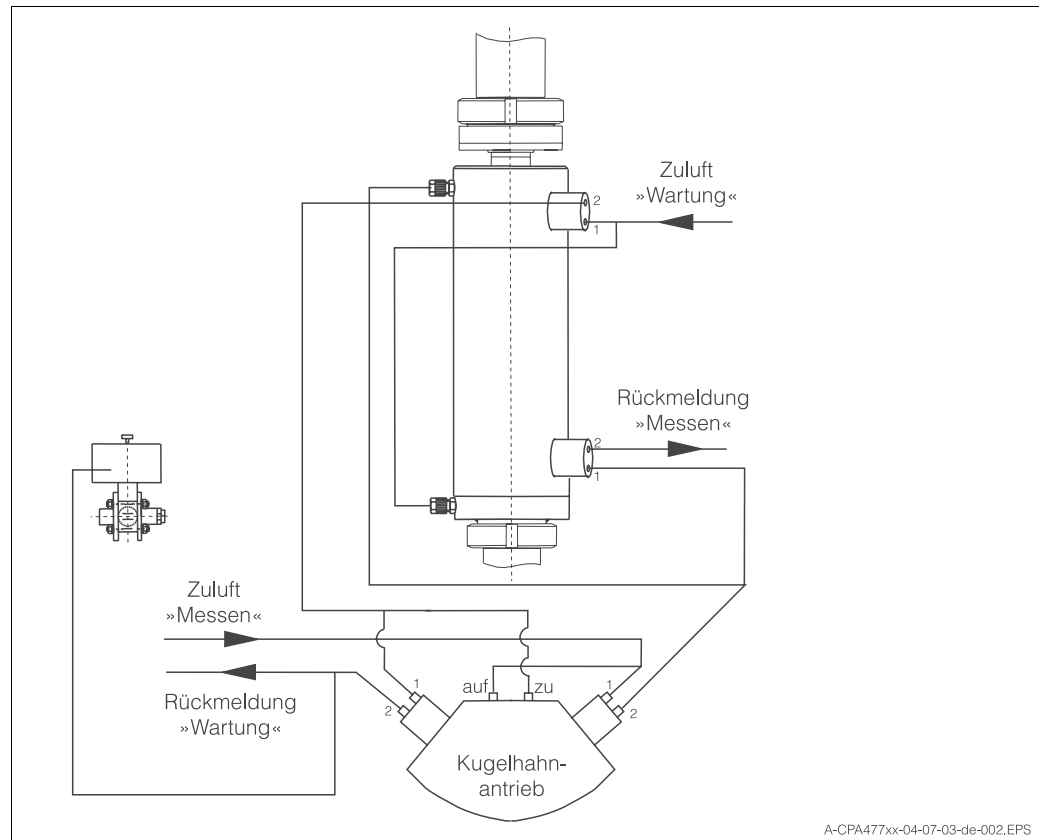 Zuluft
»Wartung«
2
1
Rückmeldung
»Messen«
2
1
Zuluft
»Messen«
Rückmeldung
»Wartung«
1
2
auf
zu
1
2
Kugelhahn-
antrieb
A-CPA477xx-04-07-03-de-002.EPS